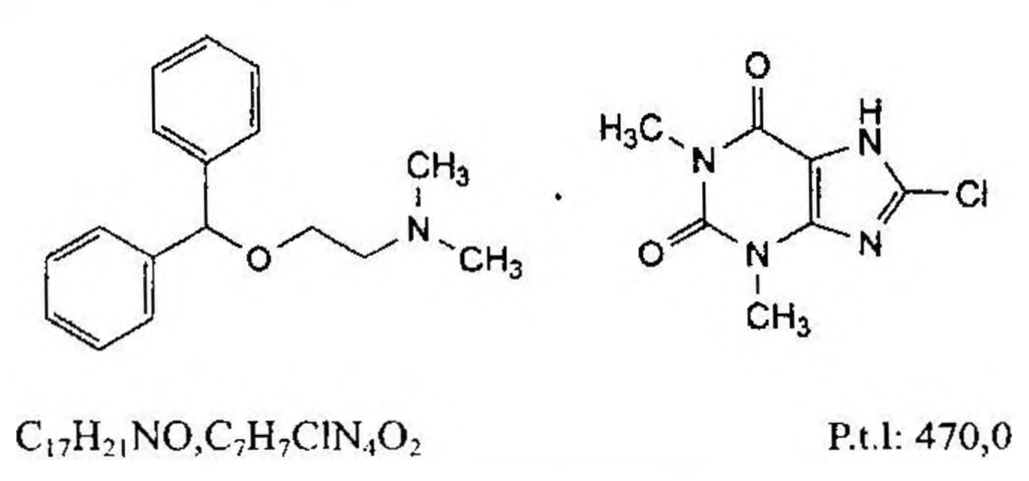 CH₃
N
CH₃
O
O
H₃C
N
H
N
Cl
O
N
N
CH₃
C₁₇H₂₁NO,C₇H₇ClN₄O₂ P.t.l: 470,0